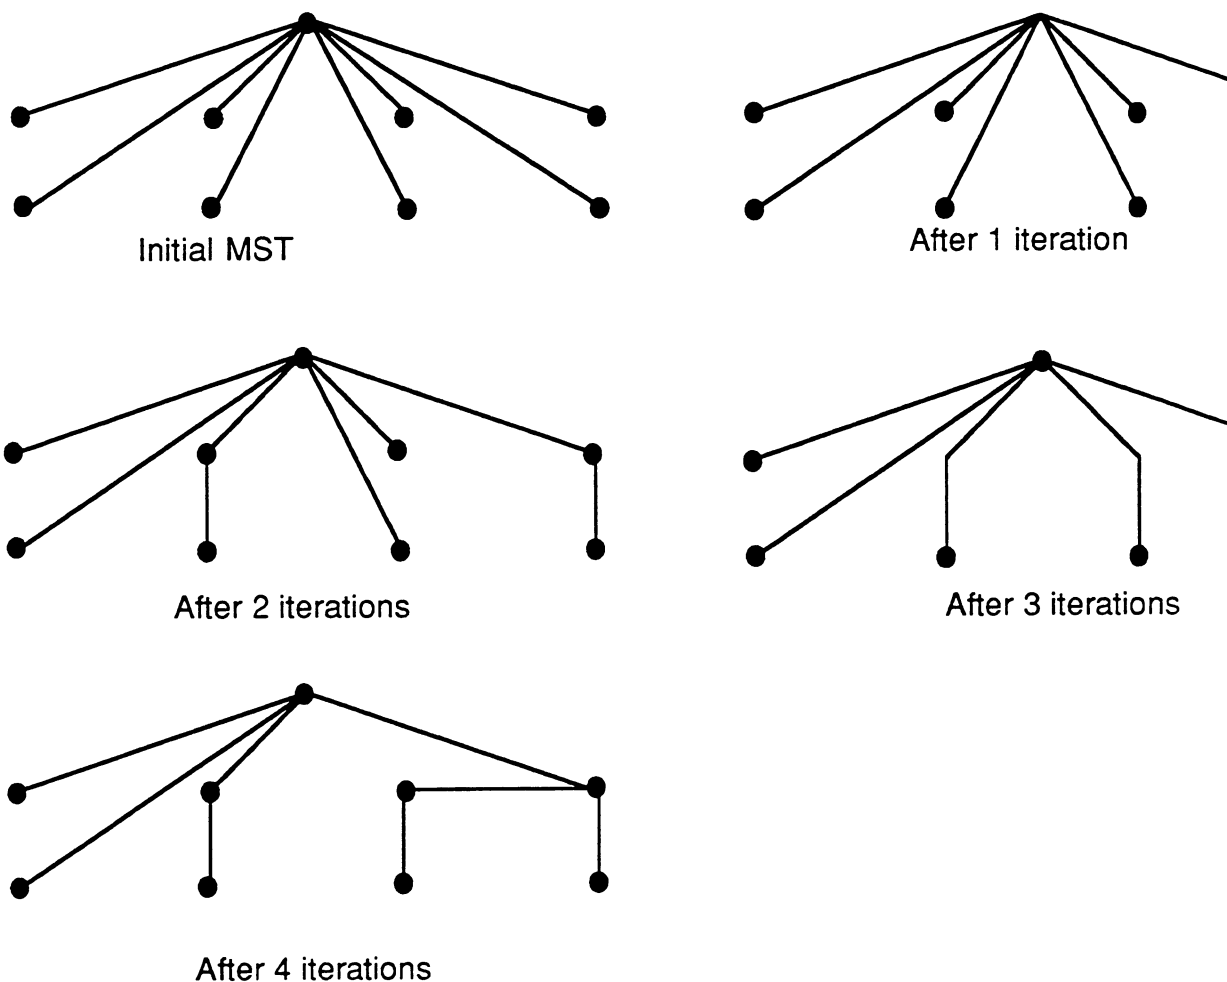 Initial MST
After 1 iteration
After 2 iterations
After 3 iterations
After 4 iterations